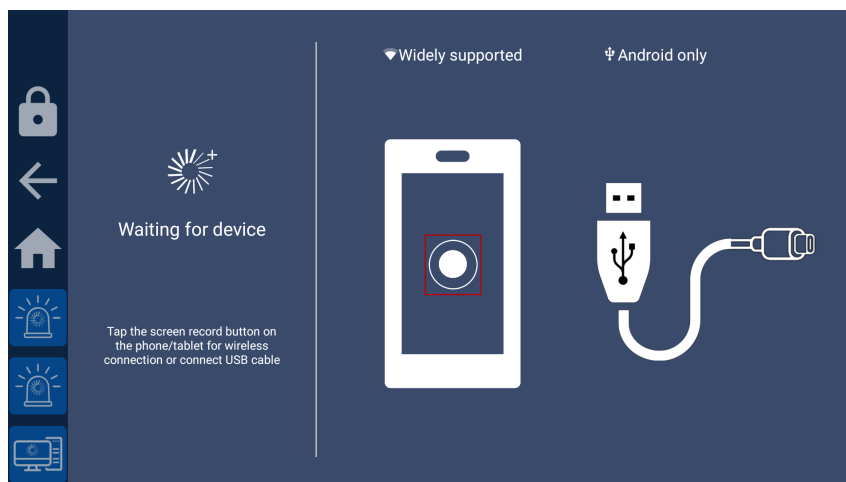 Widely supported
Android only
Waiting for device
Tap the screen record button on
the phone/tablet for wireless
connection or connect USB cable